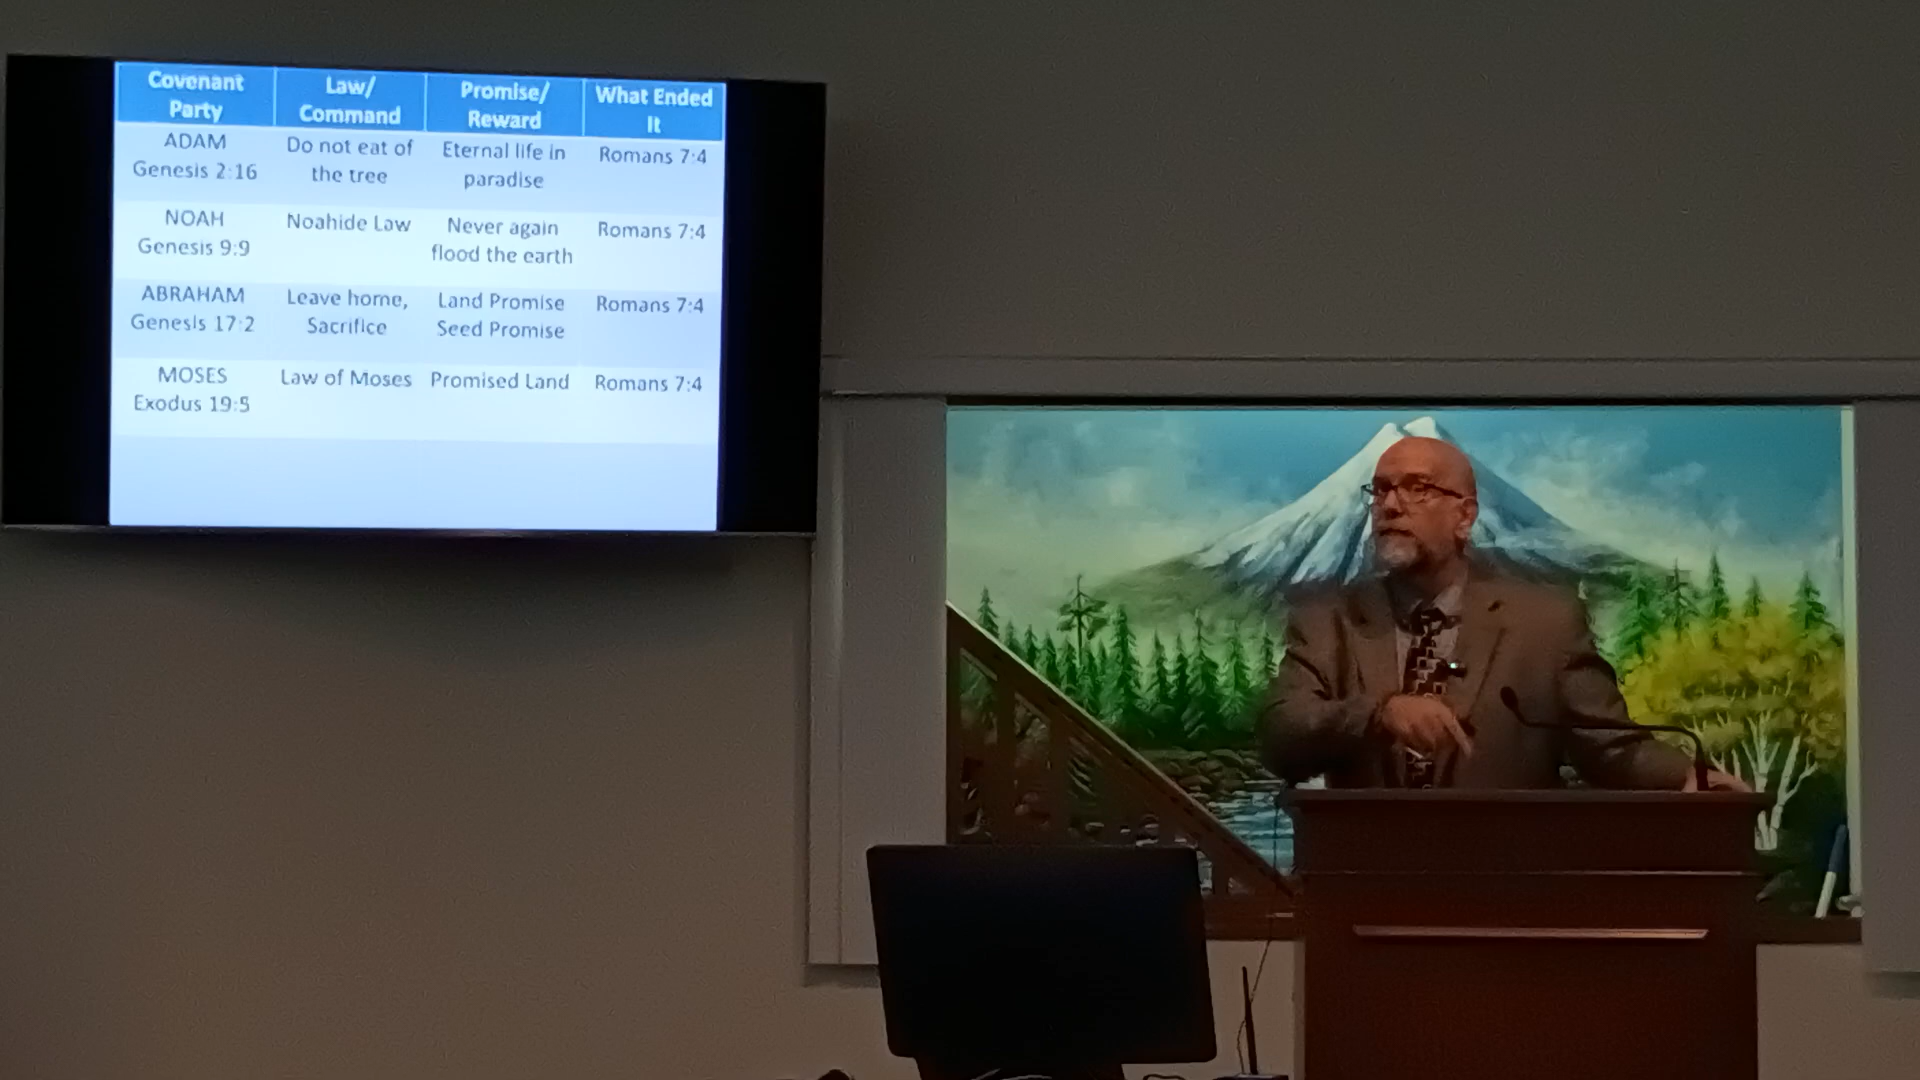 Covenant Party
Law/ Command
Promise/ Reward
What Ended It
ADAM
Genesis 2:16
Do not eat of
the tree
Eternal life in
paradise
Romans 7:4
NOAH
Genesis 9:9
Noahide Law
Never again
flood the earth
Romans 7:4
ABRAHAM
Genesis 17:2
Leave home,
Sacrifice
Land Promise
Seed Promise
Romans 7:4
MOSES
Exodus 19:5
Law of Moses
Promised Land
Romans 7:4